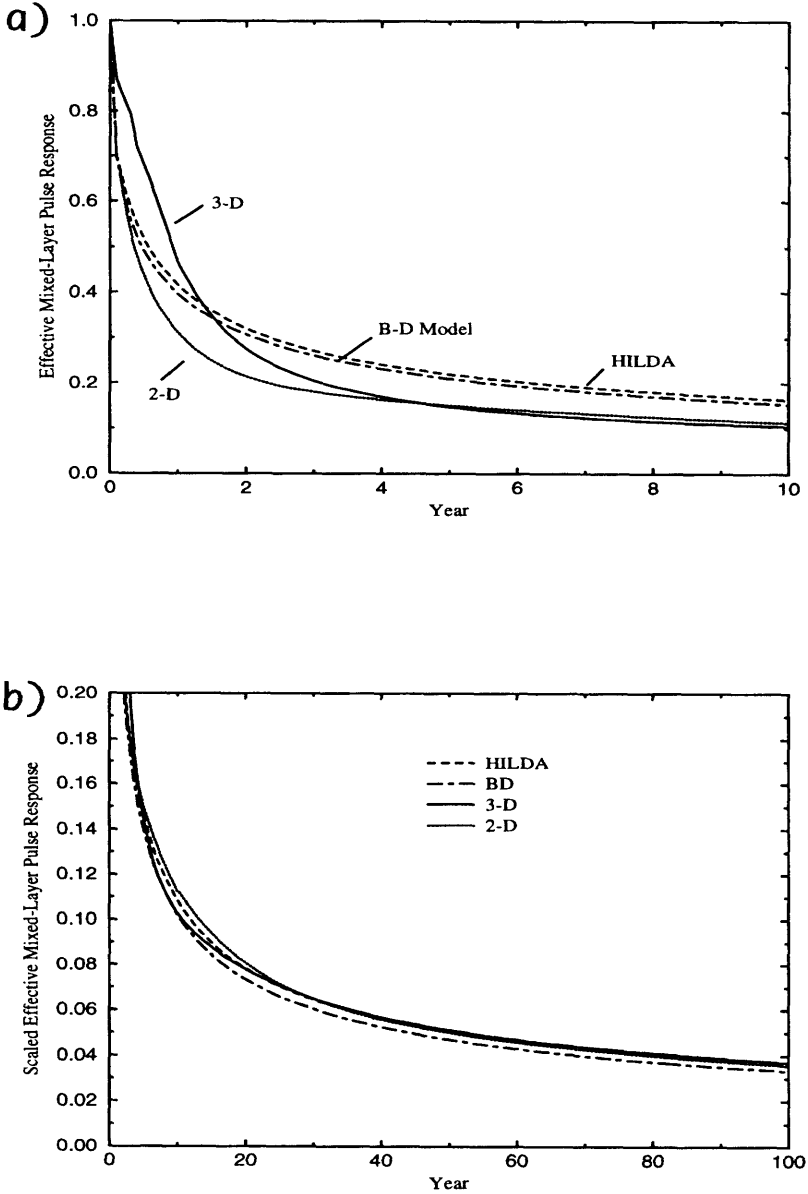 a)
Effective Mixed-Layer Pulse Response
1.0
0.8
0.6
0.4
0.2
0.0
3-D
B-D Model
HILDA
2-D
0 2 4 6 8 10
Year
b)
Scaled Effective Mixed-Layer Pulse Response
0.20
0.18
0.16
0.14
0.12
0.10
0.08
0.06
0.04
0.02
0.00
HILDA
BD
3-D
2-D
0 20 40 60 80 100
Year